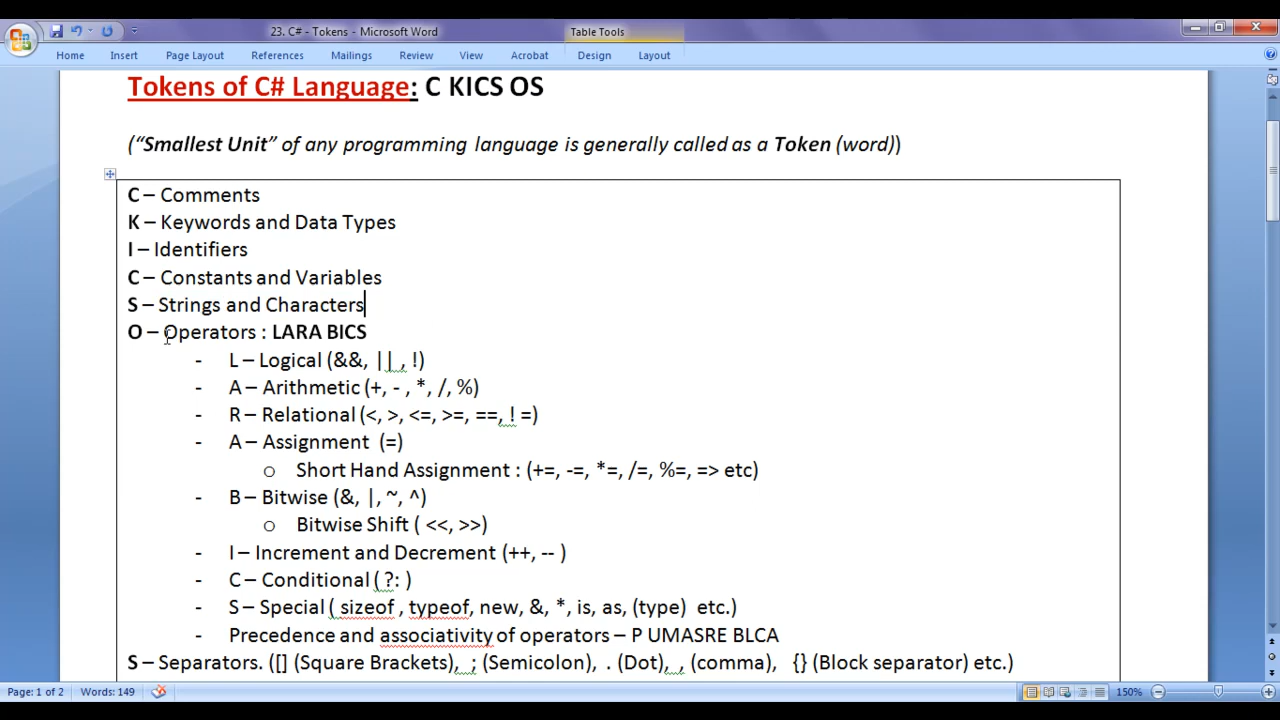 23. C# - Tokens - Microsoft Word
Table Tools
Home Insert Page Layout References Mailings Review View Acrobat Design Layout
Tokens of C# Language: C KICS OS
("Smallest Unit" of any programming language is generally called as a Token (word))
C – Comments
K – Keywords and Data Types
I – Identifiers
C – Constants and Variables
S – Strings and Characters
O – Operators : LARA BICS
- L – Logical (&&, || , !)
- A – Arithmetic (+, - , *, /, %)
- R – Relational (<, >, <=, >=, ==, ! =)
- A – Assignment (=)
o Short Hand Assignment : (+=, -=, *=, /=, %=, => etc)
- B – Bitwise (&, |, ~, ^)
o Bitwise Shift ( <<, >>)
- I – Increment and Decrement (++, -- )
- C – Conditional ( ?: )
- S – Special ( sizeof , typeof, new, &, *, is, as, (type) etc.)
- Precedence and associativity of operators – P UMASRE BLCA
S – Separators. ([] (Square Brackets), ; (Semicolon), . (Dot), , (comma), {} (Block separator) etc.)
Page: 1 of 2 Words: 149 150%